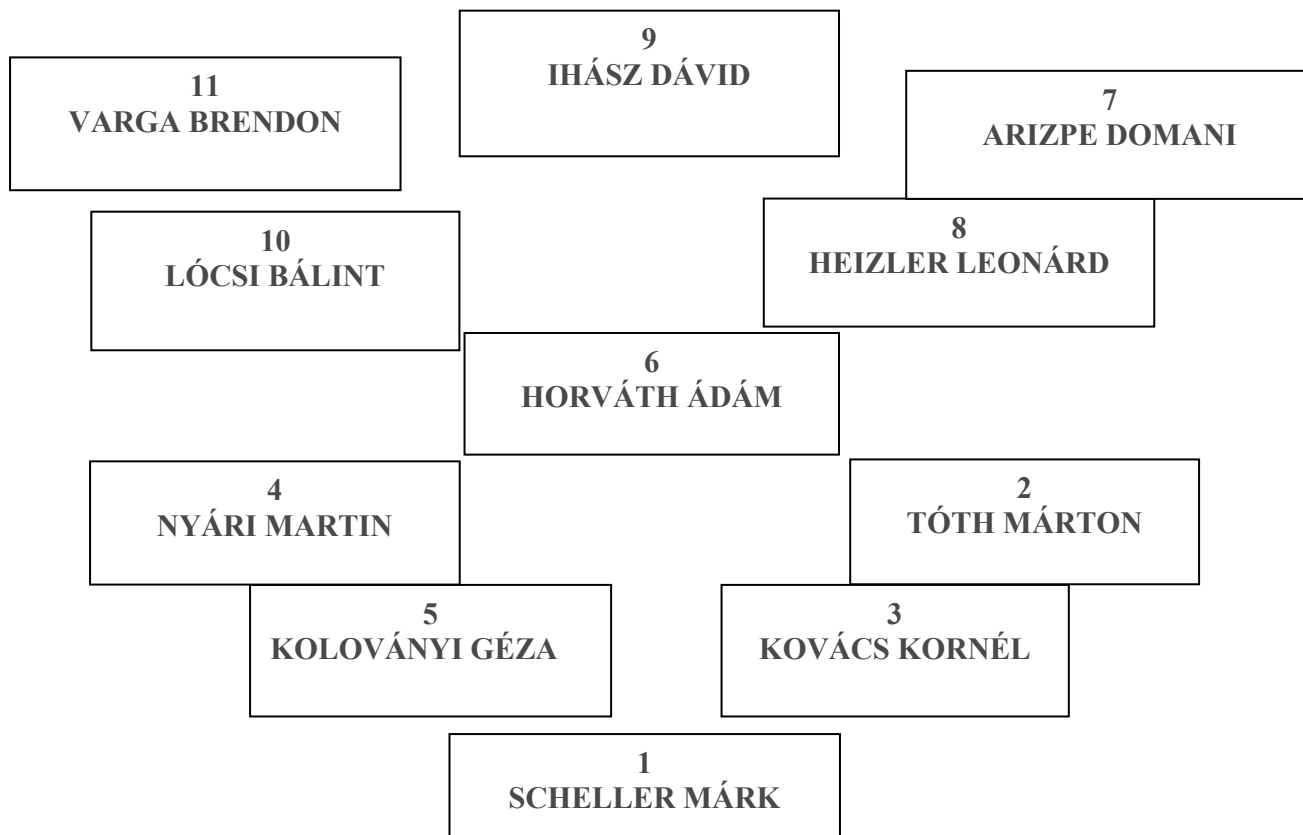 9
IHÁSZ DÁVID
11
VARGA BRENDON
7
ARIZPE DOMANI
10
LÓCSI BÁLINT
8
HEIZLER LEONÁRD
6
HORVÁTH ÁDÁM
4
NYÁRI MARTIN
2
TÓTH MÁRTON
5
KOLOVÁNYI GÉZA
3
KOVÁCS KORNÉL
1
SCHELLER MÁRK